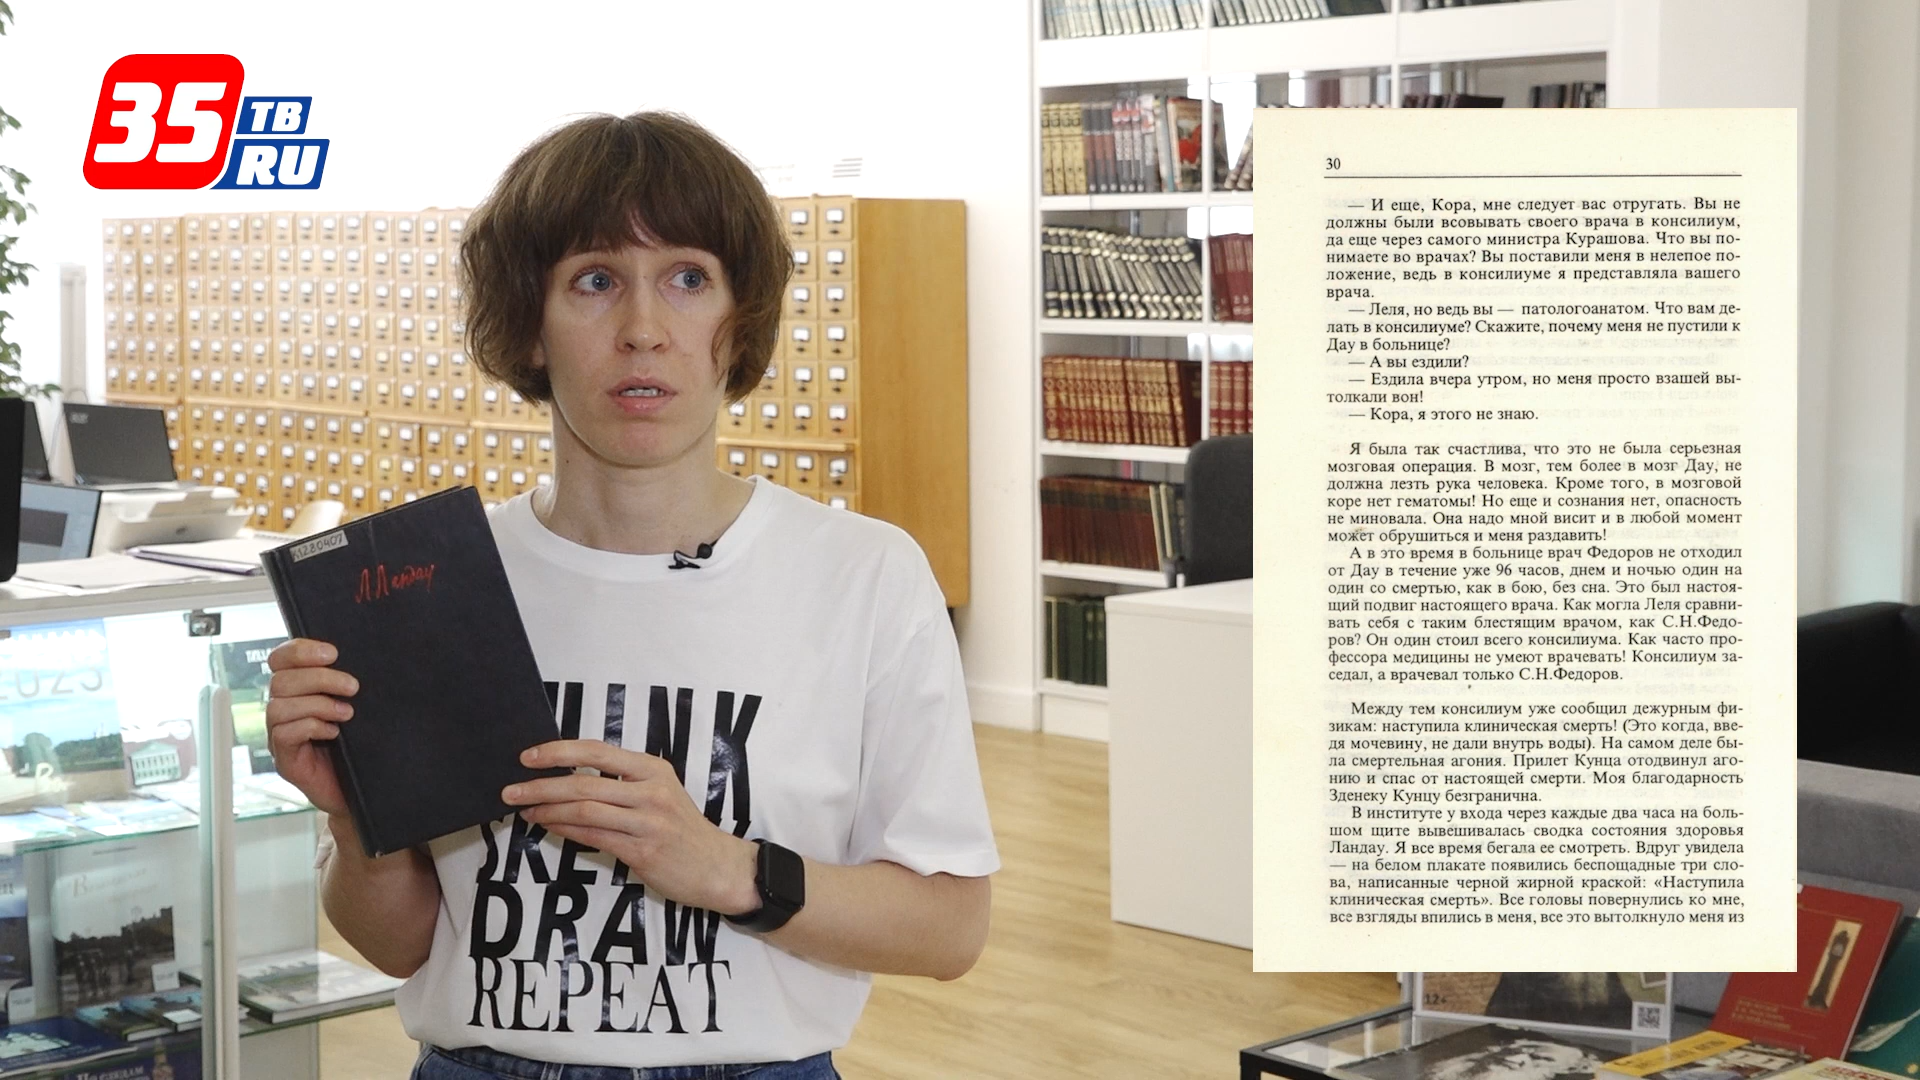 35
ТВ
RU
К1280407
Л Ландау
THINK
SKE
DRAW
REPEAT
30
— И еще, Кора, мне следует вас отругать. Вы не
должны были всовывать своего врача в консилиум,
да еще через самого министра Курашова. Что вы по-
нимаете во врачах? Вы поставили меня в нелепое по-
ложение, ведь в консилиуме я представляла вашего
врача.
— Леля, но ведь вы — патологоанатом. Что вам де-
лать в консилиуме? Скажите, почему меня не пустили к
Дау в больнице?
— А вы ездили?
— Ездила вчера утром, но меня просто взашей вы-
толкали вон!
— Кора, я этого не знаю.
Я была так счастлива, что это не была серьезная
мозговая операция. В мозг, тем более в мозг Дау, не
должна лезть рука человека. Кроме того, в мозговой
коре нет гематомы! Но еще и сознания нет, опасность
не миновала. Она надо мной висит и в любой момент
может обрушиться и меня раздавить!
А в это время в больнице врач Федоров не отходил
от Дау в течение уже 96 часов, днем и ночью один на
один со смертью, как в бою, без сна. Это был настоя-
щий подвиг настоящего врача. Как могла Леля сравни-
вать себя с таким блестящим врачом, как С.Н.Федо-
ров? Он один стоил всего консилиума. Как часто про-
фессора медицины не умеют врачевать! Консилиум за-
седал, а врачевал только С.Н.Федоров.
Между тем консилиум уже сообщил дежурным фи-
зикам: наступила клиническая смерть! (Это когда, вве-
дя мочевину, не дали внутрь воды). На самом деле бы-
ла смертельная агония. Прилет Кунца отодвинул аго-
нию и спас от настоящей смерти. Моя благодарность
Зденеку Кунцу безгранична.
В институте у входа через каждые два часа на боль-
шом щите вывешивалась сводка состояния здоровья
Ландау. Я все время бегала ее смотреть. Вдруг увидела
— на белом плакате появились беспощадные три сло-
ва, написанные черной жирной краской: «Наступила
клиническая смерть». Все головы повернулись ко мне,
все взгляды впились в меня, все это вытолкнуло меня из
12+